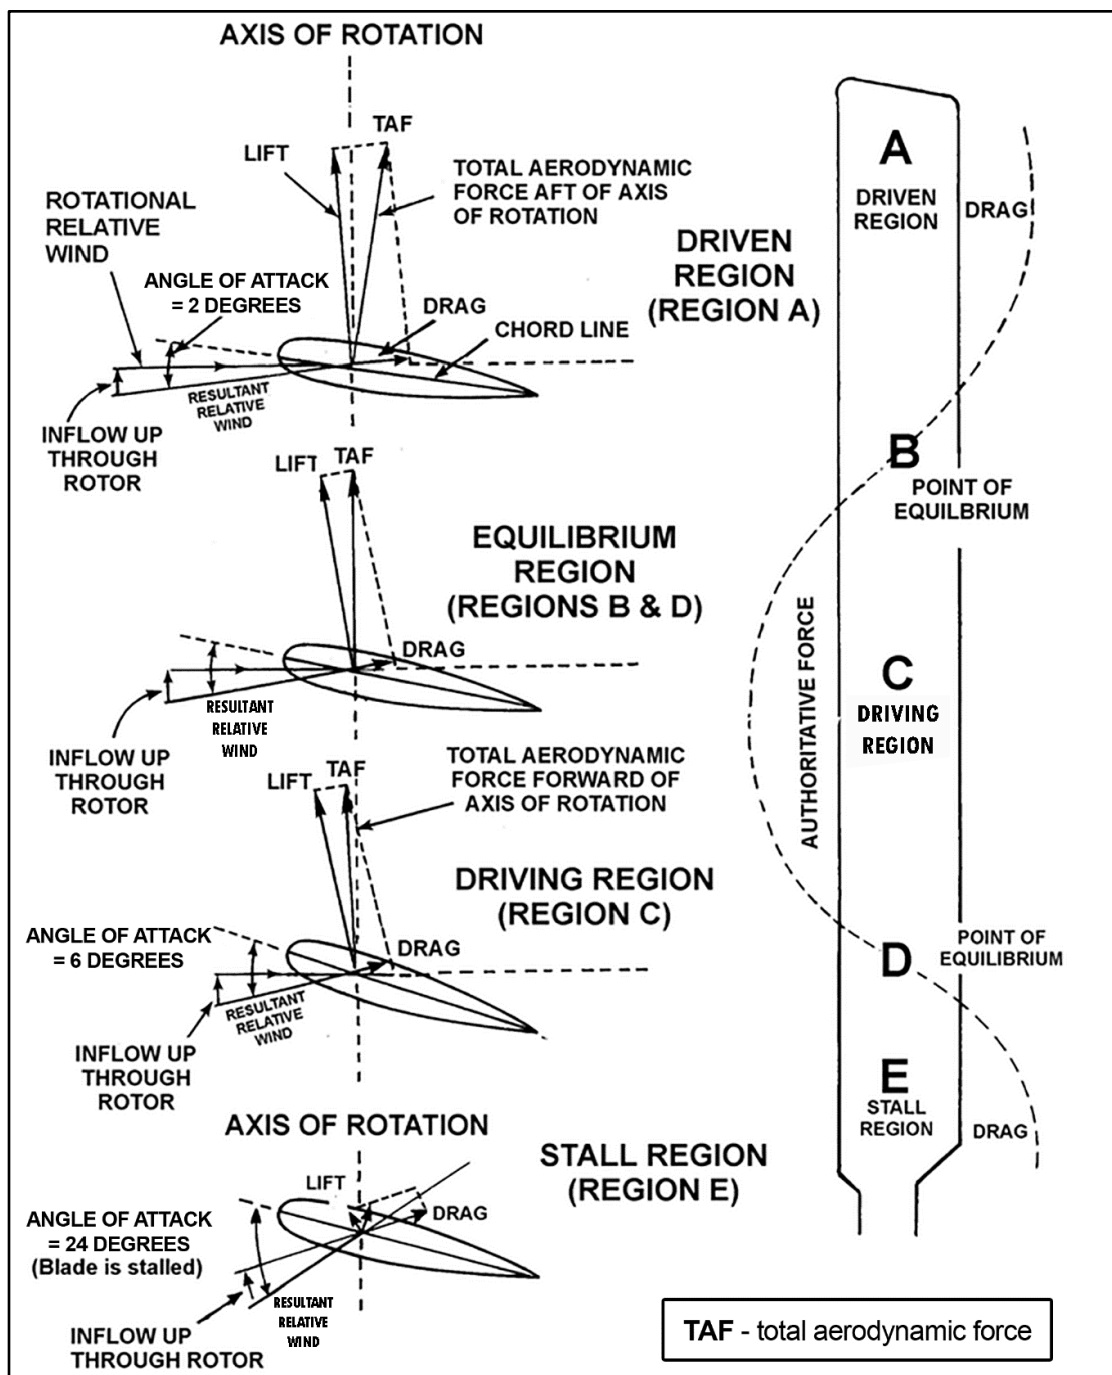 AXIS OF ROTATION
TAF
LIFT
TOTAL AERODYNAMIC
FORCE AFT OF AXIS
OF ROTATION
ROTATIONAL
RELATIVE
WIND
ANGLE OF ATTACK
= 2 DEGREES
DRAG
CHORD LINE
RESULTANT
RELATIVE
WIND
INFLOW UP
THROUGH
ROTOR
DRIVEN
REGION
(REGION A)
LIFT
TAF
EQUILIBRIUM
REGION
(REGIONS B & D)
DRAG
RESULTANT
RELATIVE
WIND
INFLOW UP
THROUGH
ROTOR
TOTAL AERODYNAMIC
FORCE FORWARD OF
AXIS OF ROTATION
LIFT
TAF
DRIVING REGION
(REGION C)
ANGLE OF ATTACK
= 6 DEGREES
DRAG
RESULTANT
RELATIVE
WIND
INFLOW UP
THROUGH
ROTOR
AXIS OF ROTATION
STALL REGION
(REGION E)
LIFT
DRAG
ANGLE OF ATTACK
= 24 DEGREES
(Blade is stalled)
RESULTANT
RELATIVE
WIND
INFLOW UP
THROUGH ROTOR
A
DRIVEN
REGION
DRAG
B
POINT OF
EQUILBRIUM
AUTHORITATIVE FORCE
C
DRIVING
REGION
D
POINT OF
EQUILIBRIUM
E
STALL
REGION
DRAG
TAF - total aerodynamic force